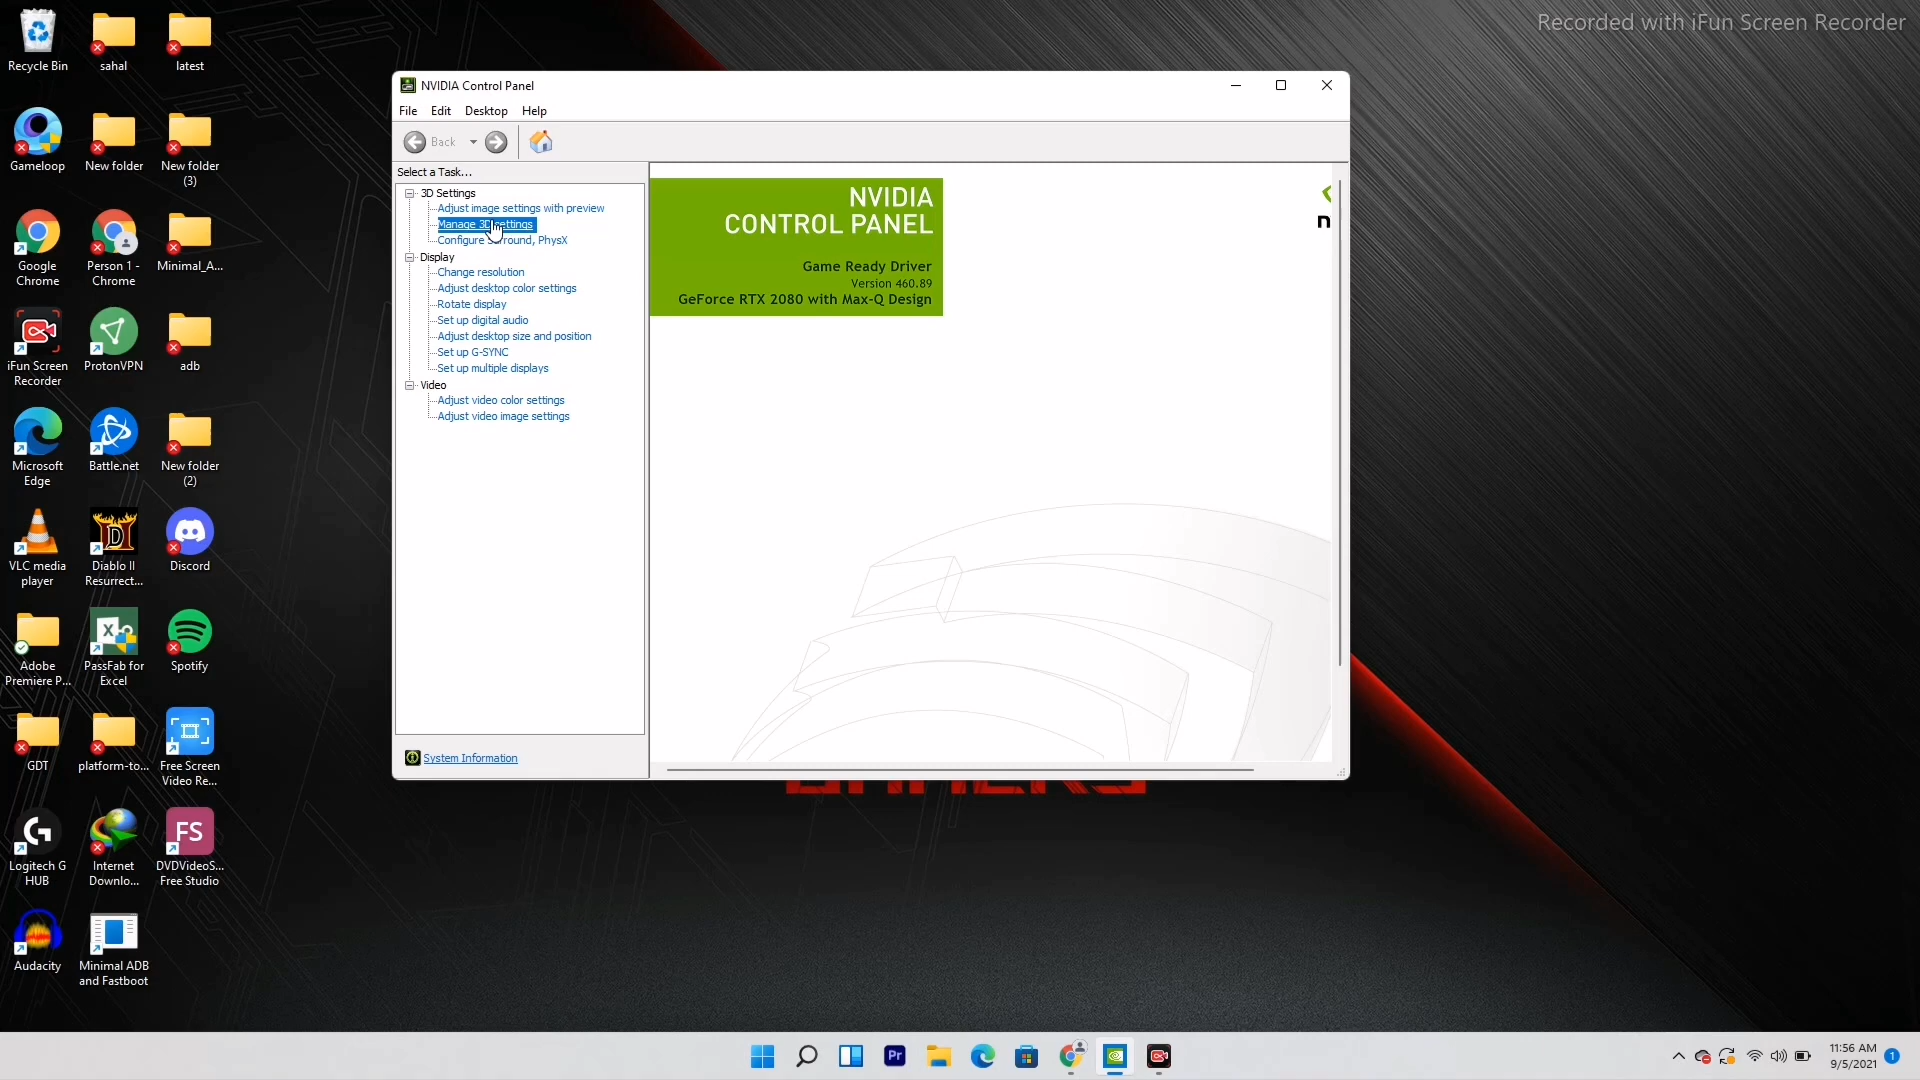 Recorded with iFun Screen Recorder
Recycle Bin
sahal
latest
Gameloop
New folder
New folder
(3)
Google
Chrome
Person 1 -
Chrome
Minimal_A...
iFun Screen
Recorder
ProtonVPN
adb
Microsoft
Edge
Battle.net
New folder
(2)
VLC media
player
Diablo II
Resurrect...
Discord
Adobe
Premiere P...
PassFab for
Excel
Spotify
GDT
platform-to...
Free Screen
Video Re...
Logitech G
HUB
Internet
Downlo...
FS
DVDVideoS...
Free Studio
Audacity
Minimal ADB
and Fastboot
NVIDIA Control Panel
File Edit Desktop Help
Back
Select a Task...
3D Settings
Adjust image settings with preview
Manage 3D settings
Configure Surround, PhysX
Display
Change resolution
Adjust desktop color settings
Rotate display
Set up digital audio
Adjust desktop size and position
Set up G-SYNC
Set up multiple displays
Video
Adjust video color settings
Adjust video image settings
System Information
NVIDIA
CONTROL PANEL
Game Ready Driver
Version 460.89
GeForce RTX 2080 with Max-Q Design
n
Pr
11:56 AM
9/5/2021
1